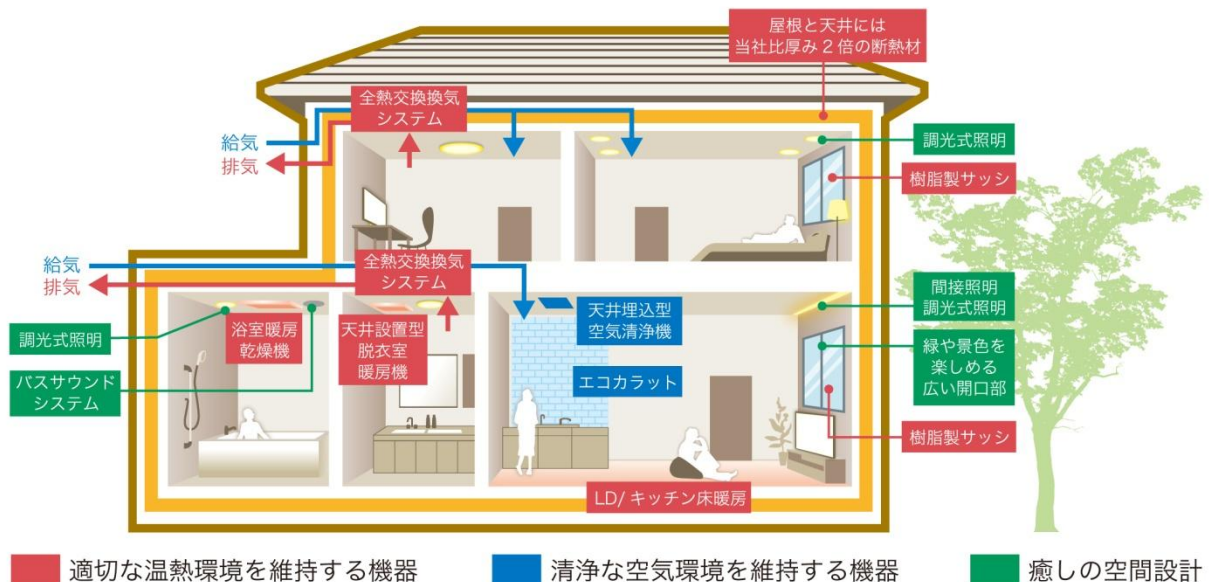 屋根と天井には
当社比厚み2倍の断熱材
全熱交換換気
システム
給気
排気
調光式照明
樹脂製サッシ
給気
排気
全熱交換換気
システム
間接照明
調光式照明
調光式照明
浴室暖房
乾燥機
天井設置型
脱衣室
暖房機
天井埋込型
空気清浄機
緑や景色を
楽しめる
広い開口部
バスサウンド
システム
エコカラット
樹脂製サッシ
LD/キッチン床暖房
適切な温熱環境を維持する機器
清浄な空気環境を維持する機器
癒しの空間設計